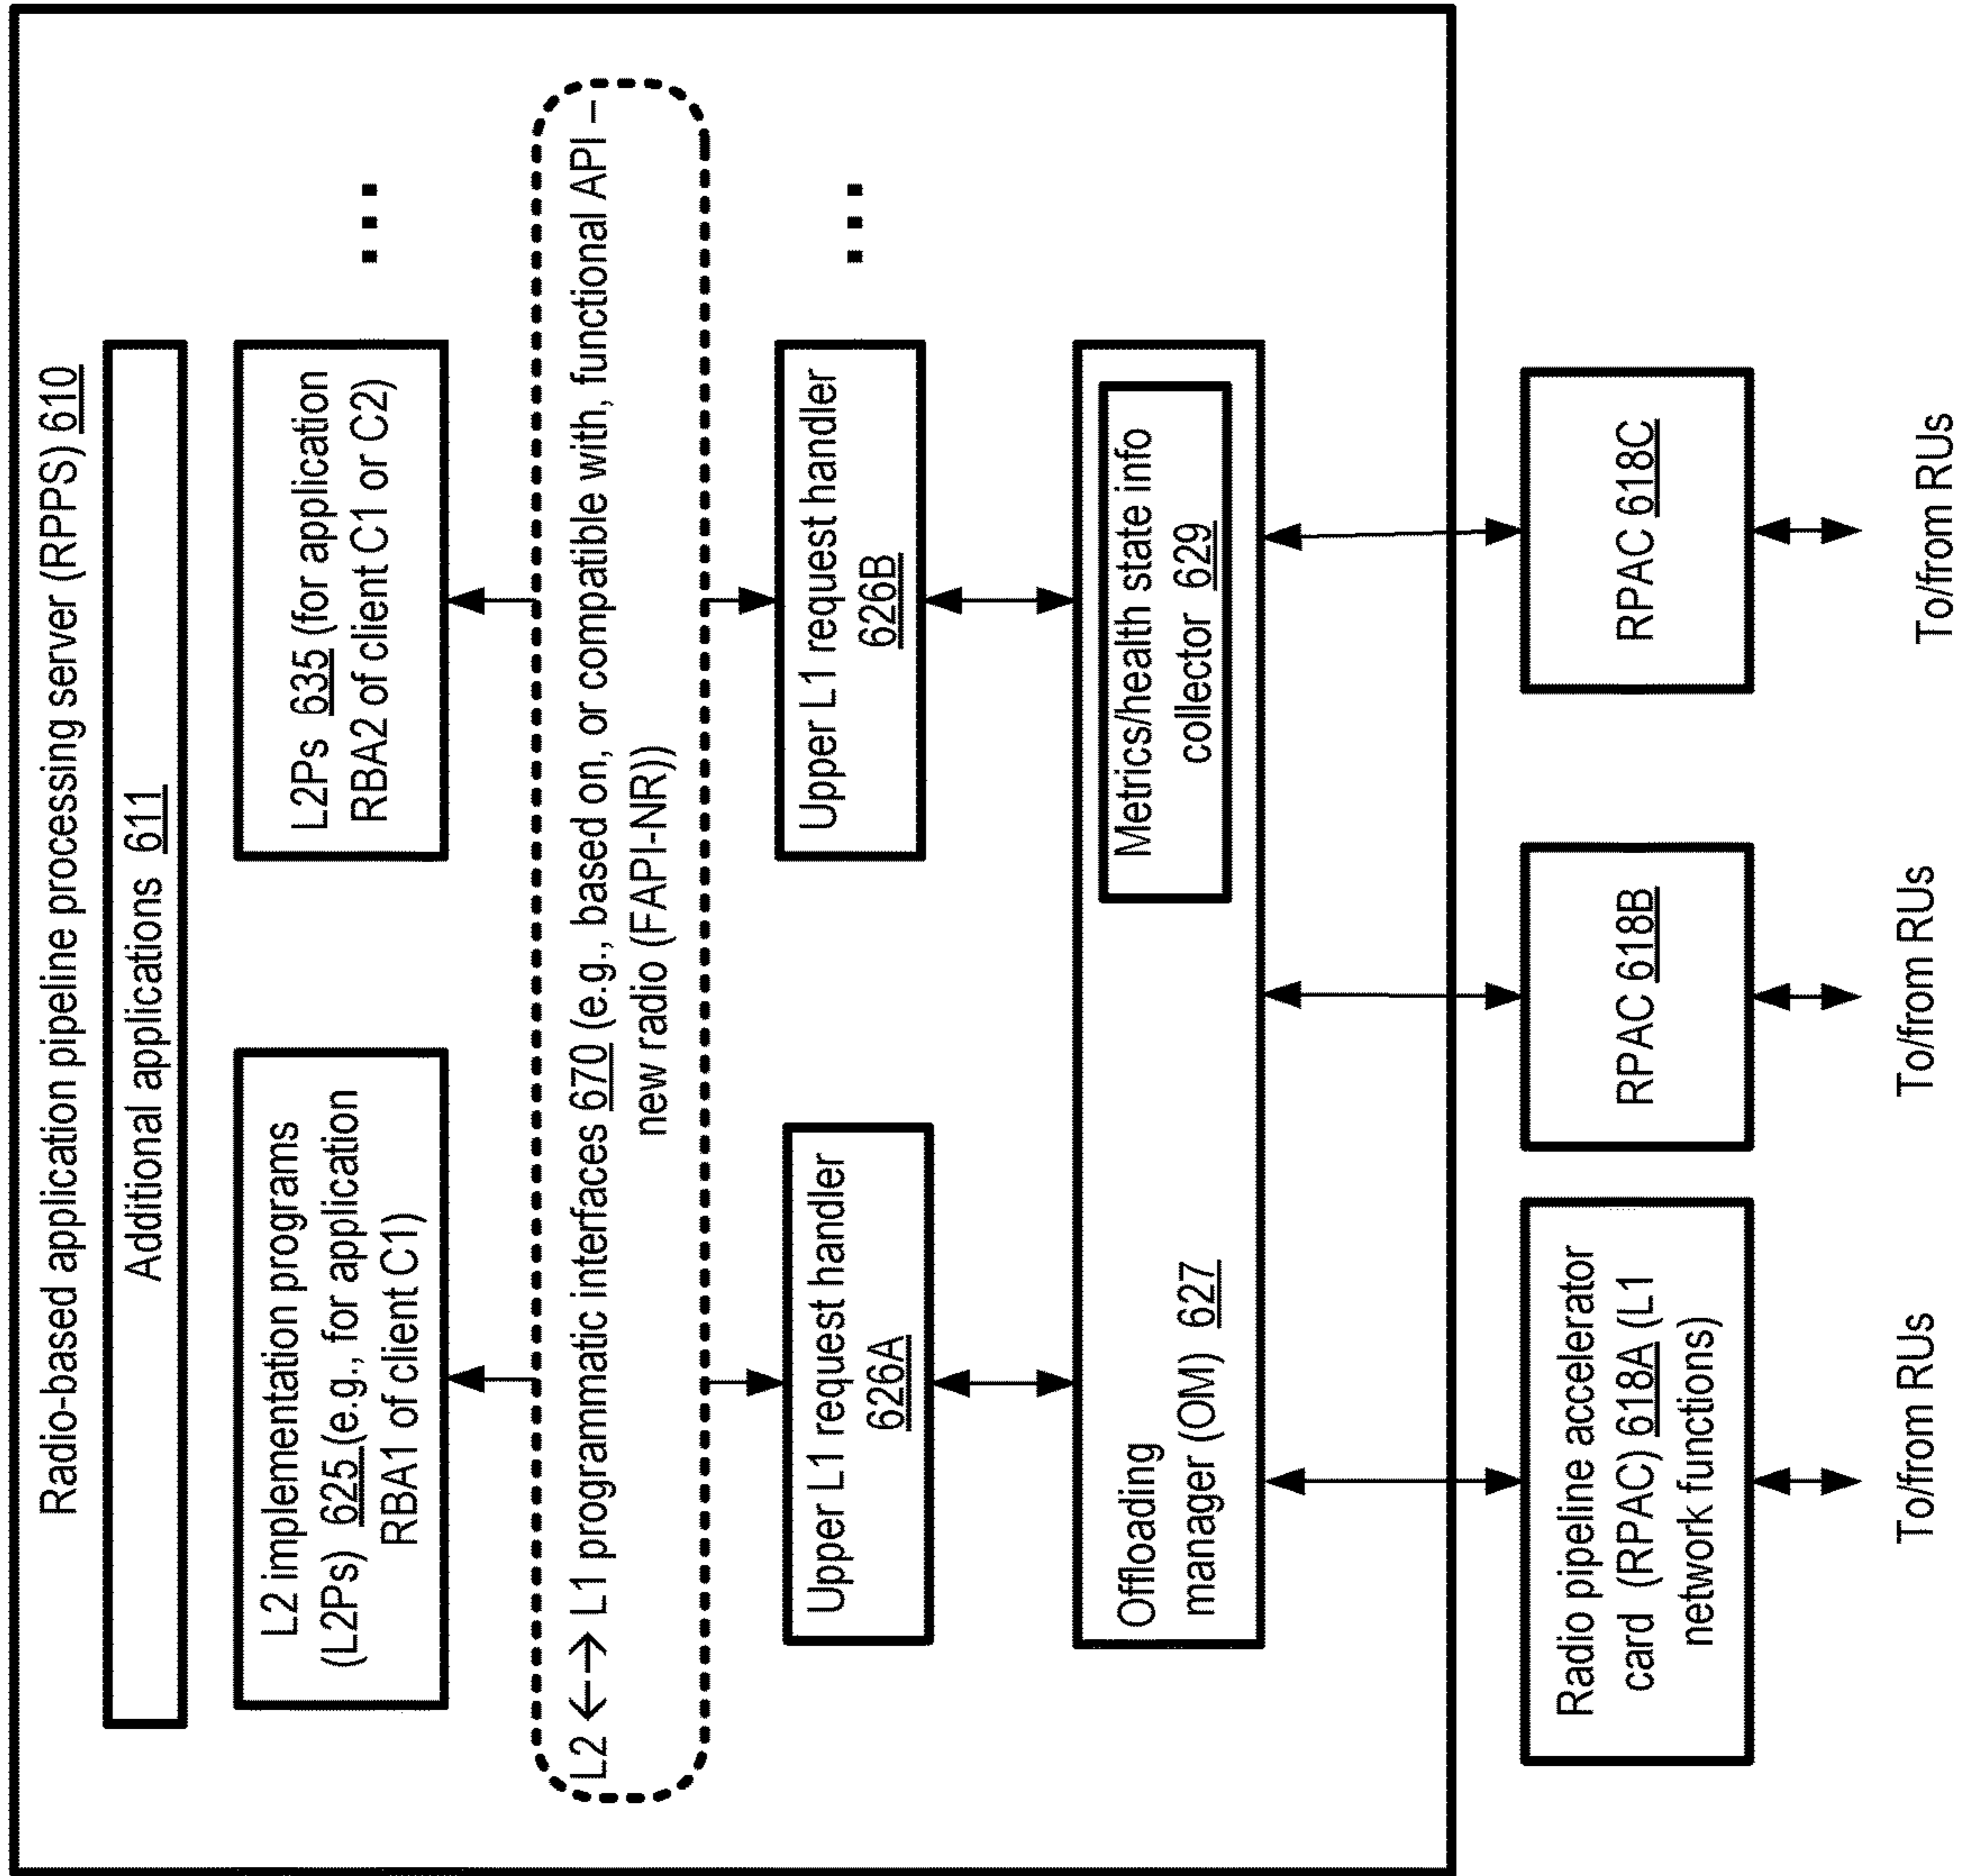 Radio-based application pipeline processing server (RPPS) 610
Additional applications 611
L2 implementation programs
(L2Ps) 625 (e.g., for application
RBA1 of client C1)
L2Ps 635 (for application
RBA2 of client C1 or C2)
...
L2 ←→ L1 programmatic interfaces 670 (e.g., based on, or compatible with, functional API –
new radio (FAPI-NR))
Upper L1 request handler
626A
Upper L1 request handler
626B
...
Offloading
manager (OM) 627
Metrics/health state info
collector 629
Radio pipeline accelerator
card (RPAC) 618A (L1
network functions)
RPAC 618B
RPAC 618C
To/from RUs
To/from RUs
To/from RUs